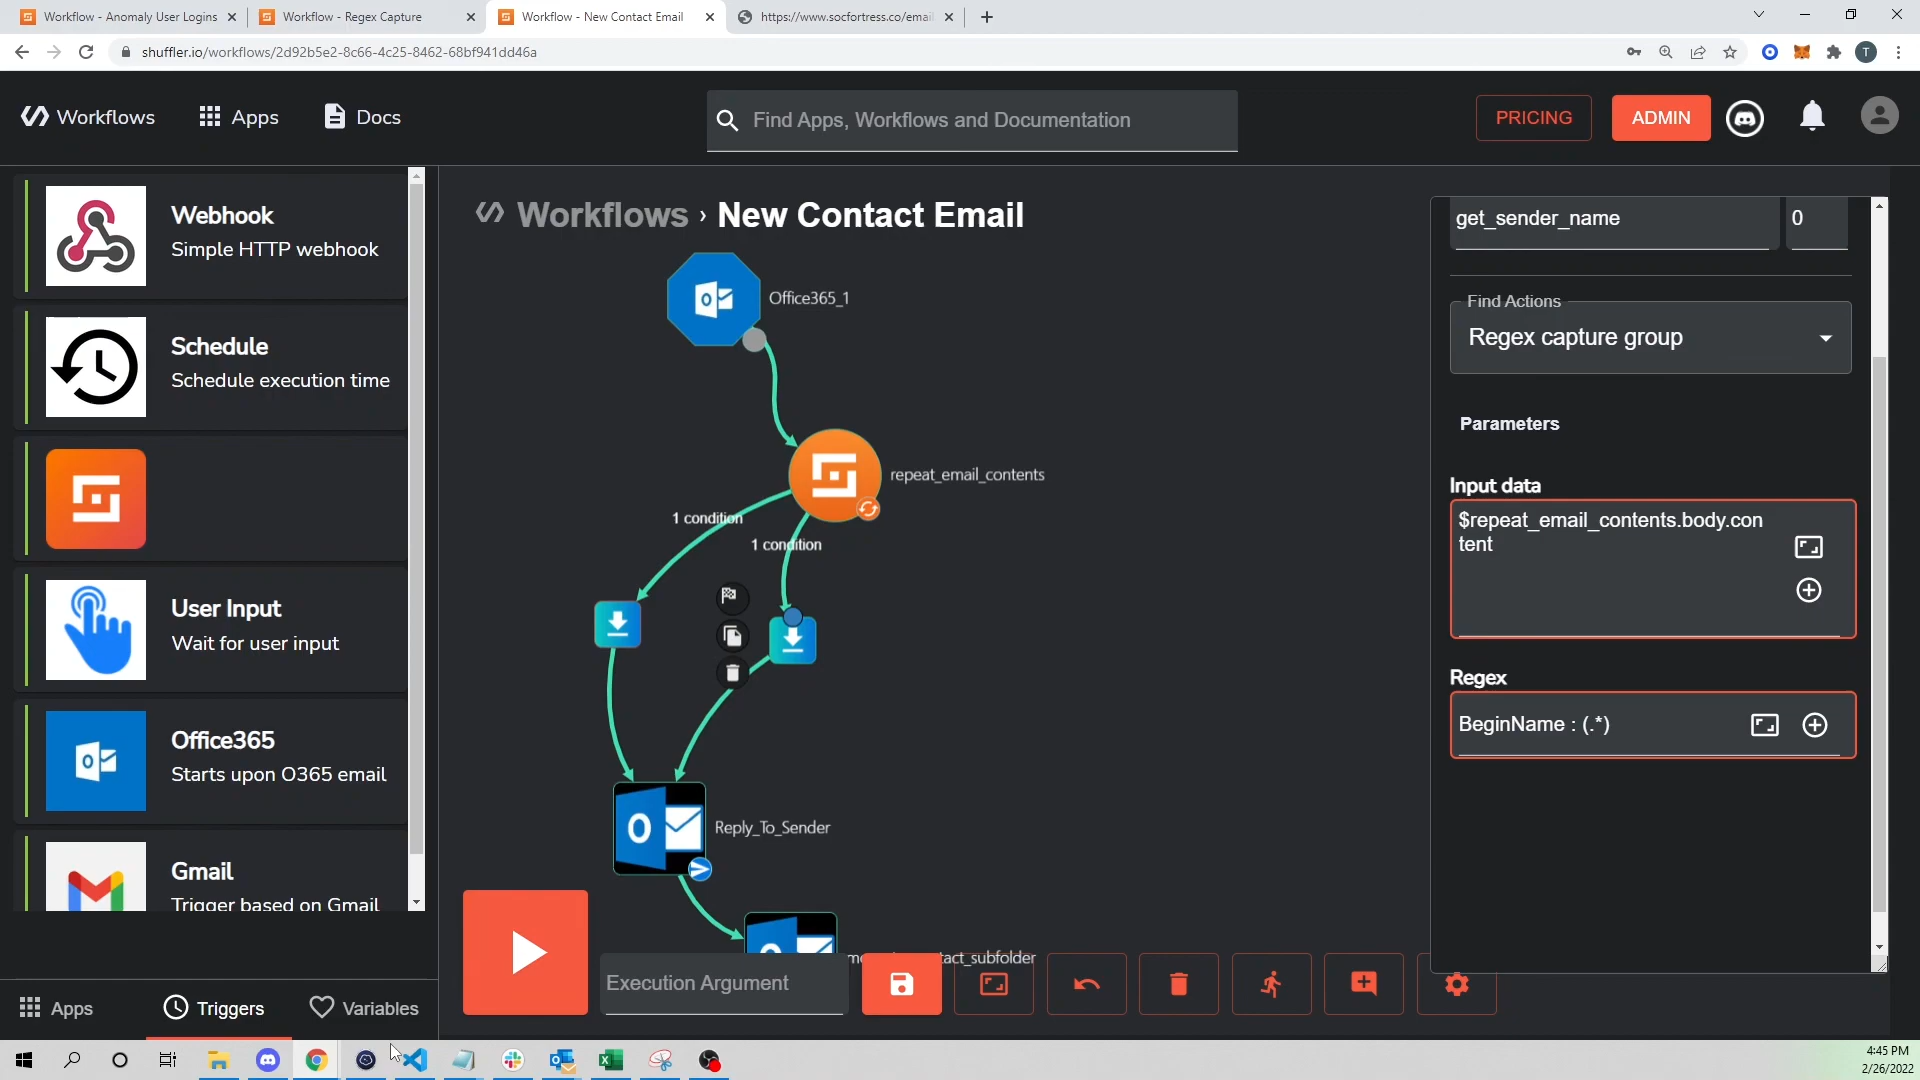 Workflow - Anomaly User Logins
Workflow - Regex Capture
Workflow - New Contact Email
https://www.socfortress.co/email
shuffler.io/workflows/2d92b5e2-8c66-4c25-8462-68bf941dd46a
T
Workflows
Apps
Docs
Find Apps, Workflows and Documentation
PRICING
ADMIN
Webhook
Simple HTTP webhook
Schedule
Schedule execution time
User Input
Wait for user input
Office365
Starts upon O365 email
Gmail
Trigger based on Gmail
Workflows › New Contact Email
Office365_1
repeat_email_contents
1 condition
1 condition
Reply_To_Sender
tact_subfolder
get_sender_name
0
Find Actions
Regex capture group
Parameters
Input data
$repeat_email_contents.body.con
tent
Regex
BeginName : (.*)
Execution Argument
Apps
Triggers
Variables
4:45 PM
2/26/2022